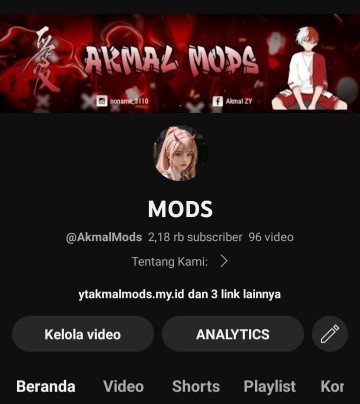 愛
AKMAL MODS
noname_3110 Akmal ZY
MODS
@AkmalMods 2,18 rb subscriber 96 video
Tentang Kami:
ytakmalmods.my.id dan 3 link lainnya
Kelola video ANALYTICS
Beranda Video Shorts Playlist Kor